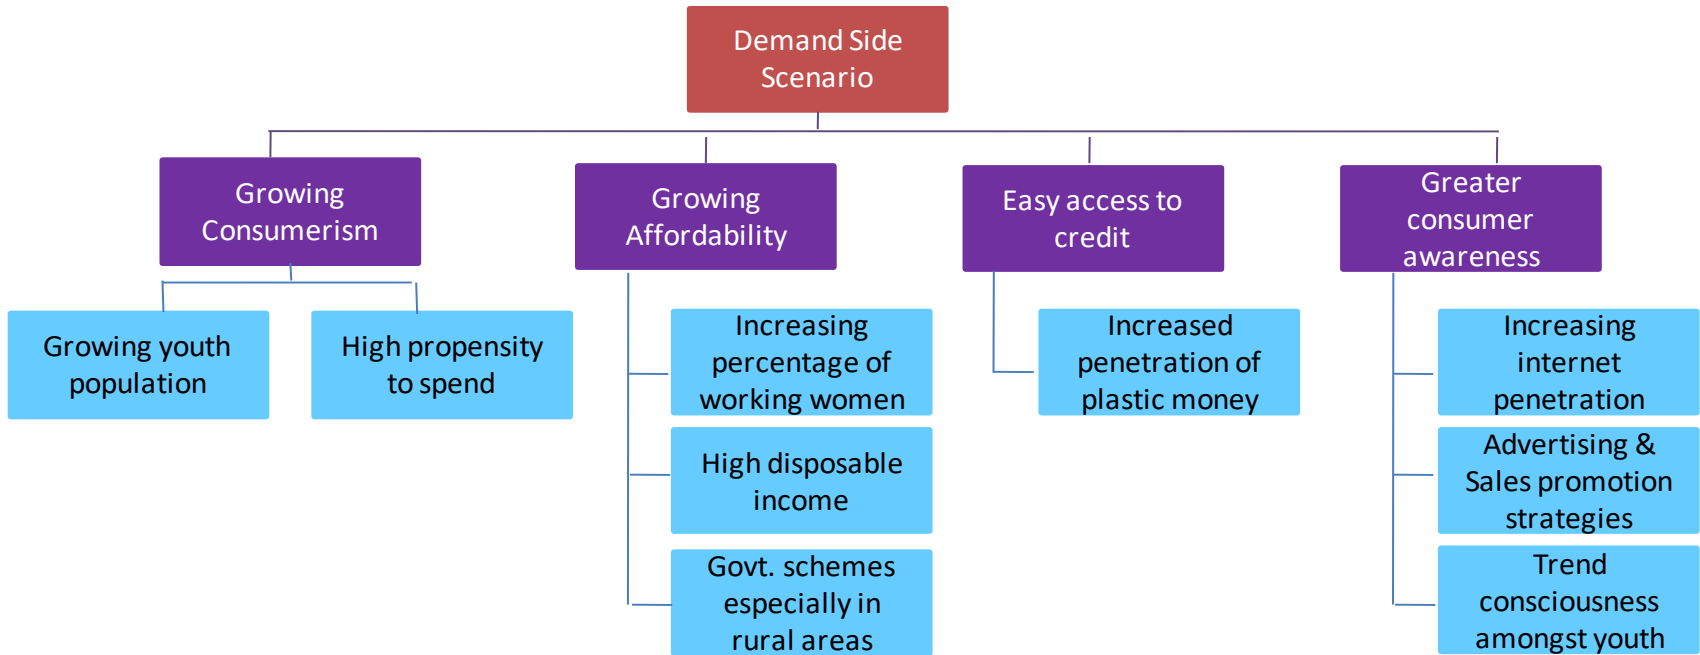 Demand Side
Scenario
Growing
Consumerism
Growing
Affordability
Easy access to
credit
Greater
consumer
awareness
Growing youth
population
High propensity
to spend
Increasing
percentage of
working women
High disposable
income
Govt. schemes
especially in
rural areas
Increased
penetration of
plastic money
Increasing
internet
penetration
Advertising &
Sales promotion
strategies
Trend
consciousness
amongst youth